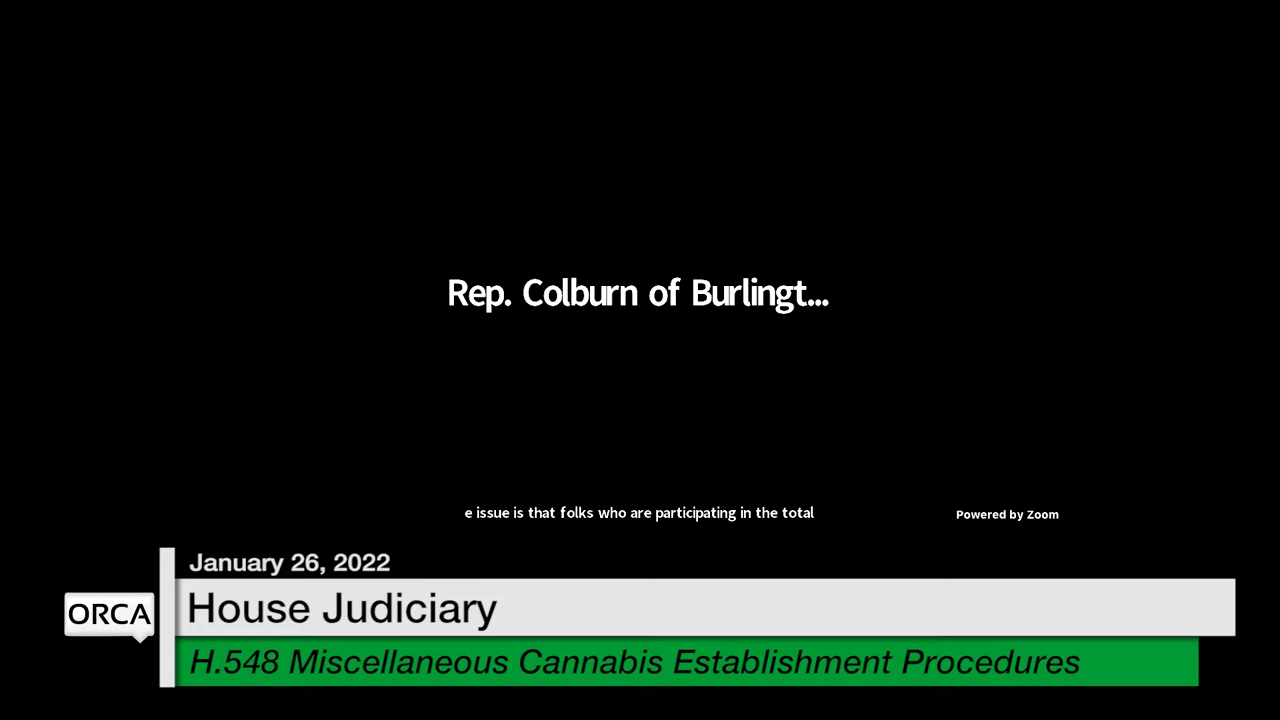 Rep. Colburn of Burlingt...
e issue is that folks who are participating in the total
Powered by Zoom
January 26, 2022
ORCA
House Judiciary
H.548 Miscellaneous Cannabis Establishment Procedures